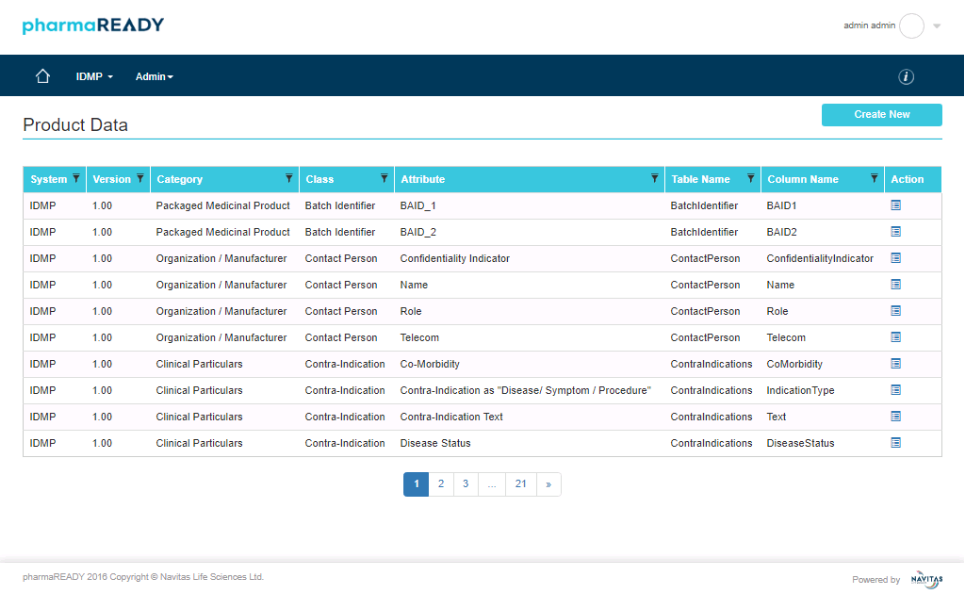 pharmaREADY
admin admin
IDMP Admin
Product Data
Create New
System Version Category Class Attribute Table Name Column Name Action
IDMP 1.00 Packaged Medicinal Product Batch Identifier BAID_1 BatchIdentifier BAID1
IDMP 1.00 Packaged Medicinal Product Batch Identifier BAID_2 BatchIdentifier BAID2
IDMP 1.00 Organization / Manufacturer Contact Person Confidentiality Indicator ContactPerson ConfidentialityIndicator
IDMP 1.00 Organization / Manufacturer Contact Person Name ContactPerson Name
IDMP 1.00 Organization / Manufacturer Contact Person Role ContactPerson Role
IDMP 1.00 Organization / Manufacturer Contact Person Telecom ContactPerson Telecom
IDMP 1.00 Clinical Particulars Contra-Indication Co-Morbidity ContraIndications CoMorbidity
IDMP 1.00 Clinical Particulars Contra-Indication Contra-Indication as "Disease/ Symptom / Procedure" ContraIndications IndicationType
IDMP 1.00 Clinical Particulars Contra-Indication Contra-Indication Text ContraIndications Text
IDMP 1.00 Clinical Particulars Contra-Indication Disease Status ContraIndications DiseaseStatus
1 2 3 ... 21 »
pharmaREADY 2016 Copyright © Navitas Life Sciences Ltd.
Powered by NAVITAS